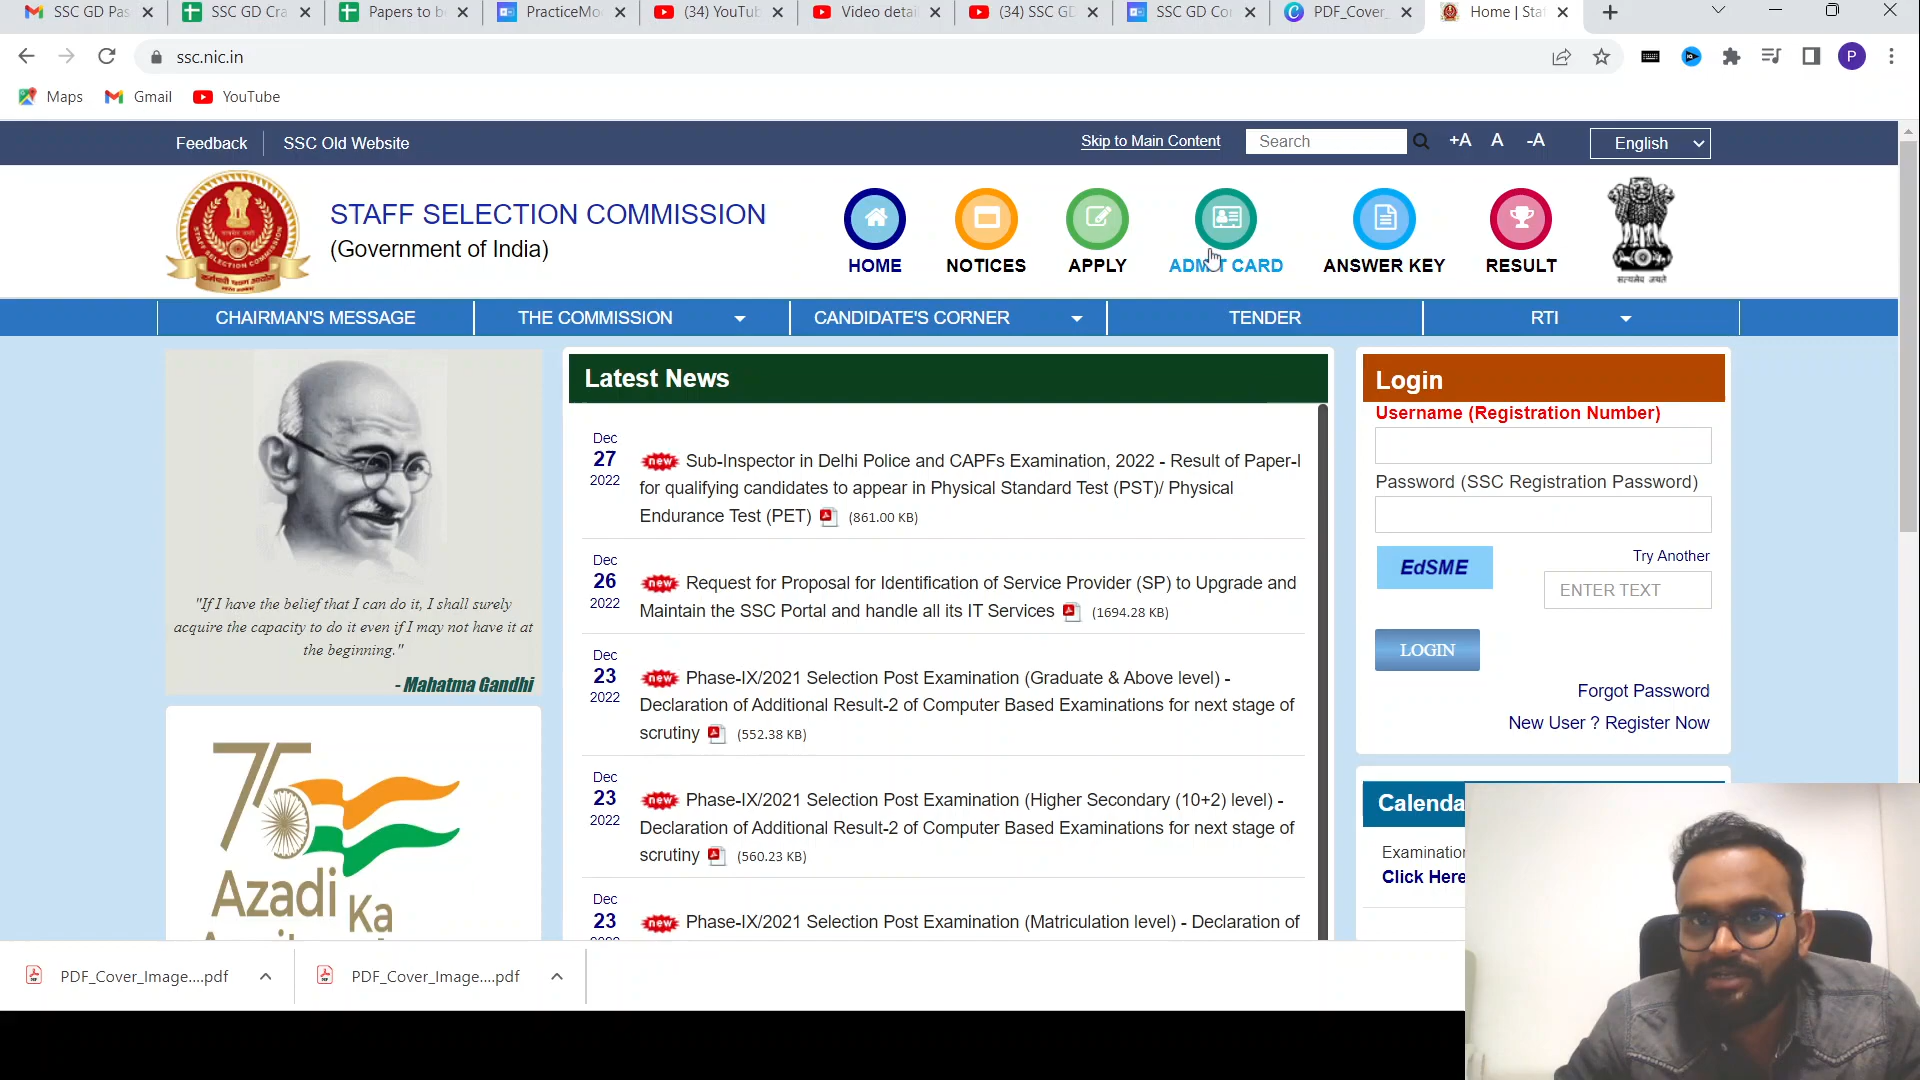 SSC GD Pas
SSC GD Cra
Papers to b
PracticeMo
(34) YouTub
Video detai
(34) SSC GD
SSC GD Co
PDF_Cover_
Home | Sta
ssc.nic.in
P
Maps
Gmail
YouTube
Feedback
SSC Old Website
Skip to Main Content
Search
+A
A
-A
English
STAFF SELECTION COMMISSION
(Government of India)
HOME
NOTICES
APPLY
ADMIT CARD
ANSWER KEY
RESULT
सत्यमेव जयते
CHAIRMAN'S MESSAGE
THE COMMISSION
CANDIDATE'S CORNER
TENDER
RTI
"If I have the belief that I can do it, I shall surely
acquire the capacity to do it even if I may not have it at
the beginning."
- Mahatma Gandhi
75
Azadi Ka
Latest News
Dec
27
2022
new Sub-Inspector in Delhi Police and CAPFs Examination, 2022 - Result of Paper-I
for qualifying candidates to appear in Physical Standard Test (PST)/ Physical
Endurance Test (PET) (861.00 KB)
Dec
26
2022
new Request for Proposal for Identification of Service Provider (SP) to Upgrade and
Maintain the SSC Portal and handle all its IT Services (1694.28 KB)
Dec
23
2022
new Phase-IX/2021 Selection Post Examination (Graduate & Above level) -
Declaration of Additional Result-2 of Computer Based Examinations for next stage of
scrutiny (552.38 KB)
Dec
23
2022
new Phase-IX/2021 Selection Post Examination (Higher Secondary (10+2) level) -
Declaration of Additional Result-2 of Computer Based Examinations for next stage of
scrutiny (560.23 KB)
Dec
23
new Phase-IX/2021 Selection Post Examination (Matriculation level) - Declaration of
Login
Username (Registration Number)
Password (SSC Registration Password)
EdSME
Try Another
ENTER TEXT
LOGIN
Forgot Password
New User ? Register Now
Calenda
Examination
Click Here
PDF_Cover_Image....pdf
PDF_Cover_Image....pdf